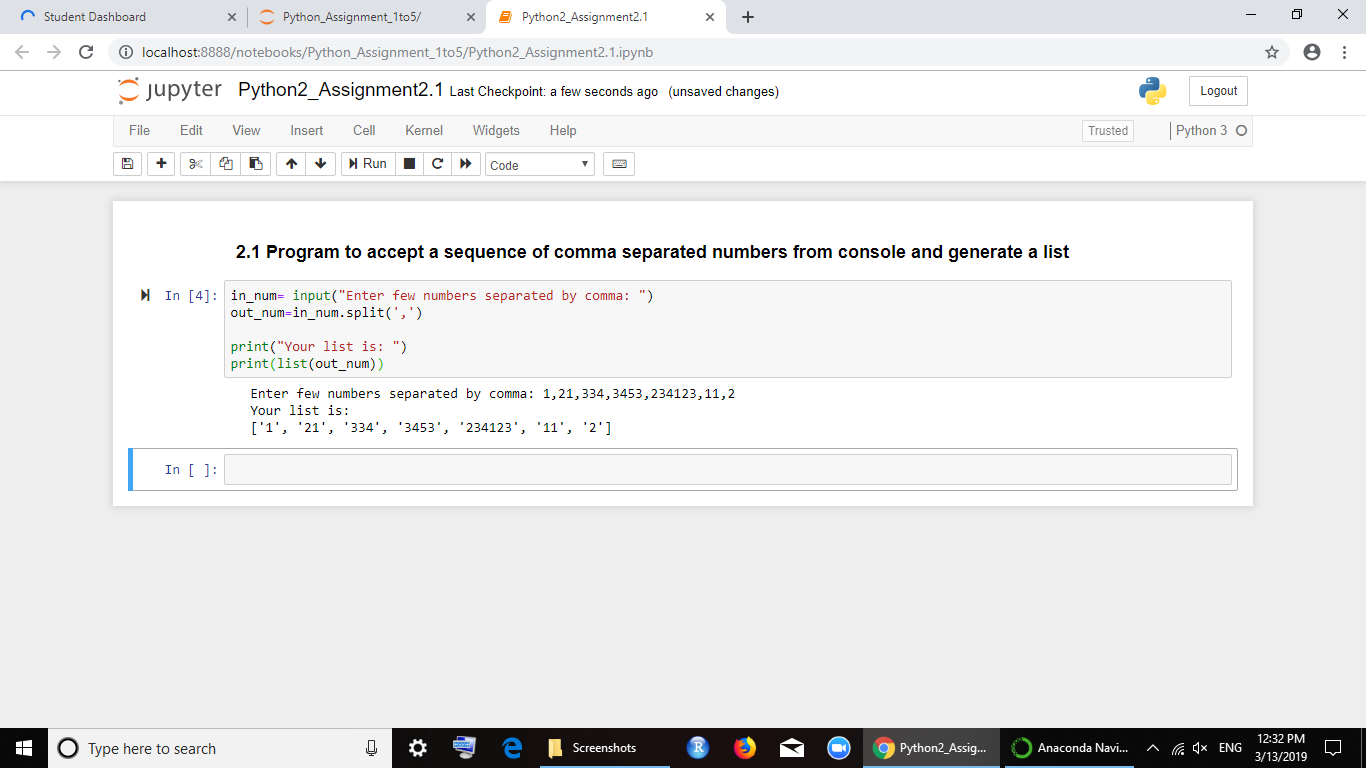 Student Dashboard
Python_Assignment_1to5/
Python2_Assignment2.1
localhost:8888/notebooks/Python_Assignment_1to5/Python2_Assignment2.1.ipynb
jupyter Python2_Assignment2.1 Last Checkpoint: a few seconds ago (unsaved changes)
Logout
File Edit View Insert Cell Kernel Widgets Help
Trusted
Python 3
Run
Code
2.1 Program to accept a sequence of comma separated numbers from console and generate a list
In [4]: in_num= input("Enter few numbers separated by comma: ")
out_num=in_num.split(',')
print("Your list is: ")
print(list(out_num))
Enter few numbers separated by comma: 1,21,334,3453,234123,11,2
Your list is:
['1', '21', '334', '3453', '234123', '11', '2']
In [ ]:
Type here to search
Screenshots
R
Python2_Assig...
Anaconda Navi...
ENG
12:32 PM
3/13/2019